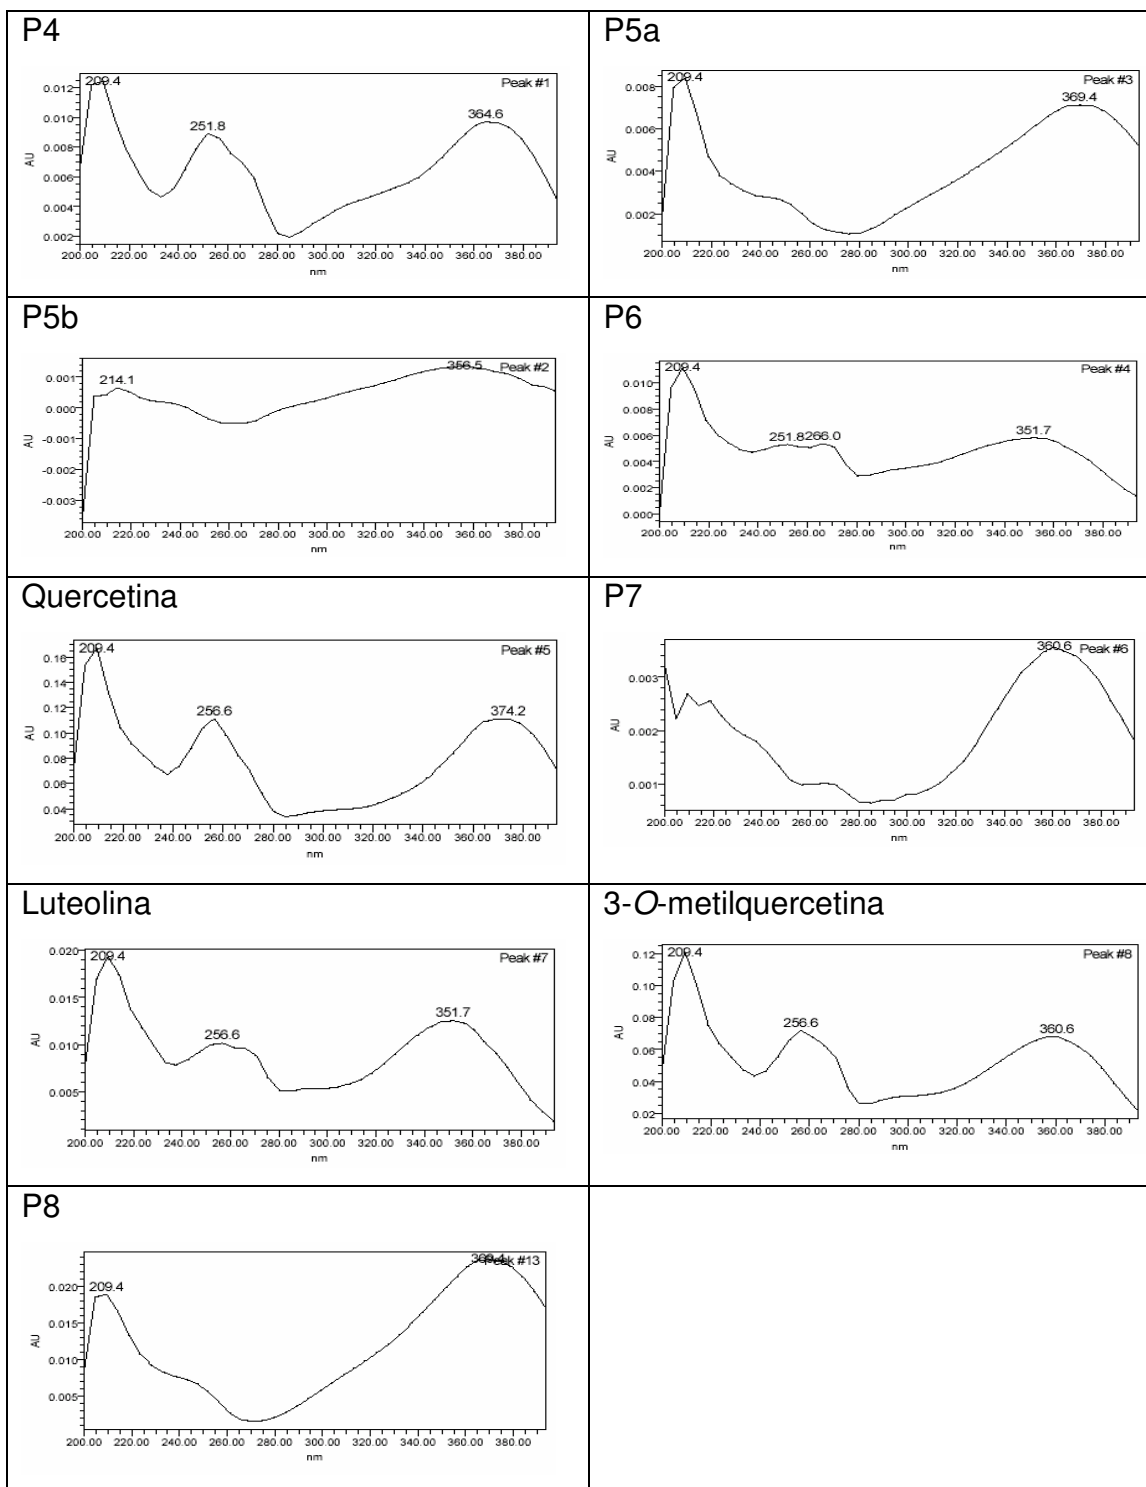 P4
Peak #1
209.4
251.8
364.6
0.012
0.010
0.008
0.006
0.004
0.002
AU
200.00 220.00 240.00 260.00 280.00 300.00 320.00 340.00 360.00 380.00
nm
P5a
Peak #3
209.4
369.4
0.008
0.006
0.004
0.002
AU
200.00 220.00 240.00 260.00 280.00 300.00 320.00 340.00 360.00 380.00
nm
P5b
Peak #2
214.1
356.5
0.001
0.000
-0.001
-0.002
-0.003
AU
200.00 220.00 240.00 260.00 280.00 300.00 320.00 340.00 360.00 380.00
nm
P6
Peak #4
209.4
251.8 266.0
351.7
0.010
0.008
0.006
0.004
0.002
0.000
AU
200.00 220.00 240.00 260.00 280.00 300.00 320.00 340.00 360.00 380.00
nm
Quercetina
Peak #5
209.4
256.6
374.2
0.16
0.14
0.12
0.10
0.08
0.06
0.04
AU
200.00 220.00 240.00 260.00 280.00 300.00 320.00 340.00 360.00 380.00
nm
P7
Peak #6
360.6
0.003
0.002
0.001
AU
200.00 220.00 240.00 260.00 280.00 300.00 320.00 340.00 360.00 380.00
nm
Luteolina
Peak #7
209.4
256.6
351.7
0.020
0.015
0.010
0.005
AU
200.00 220.00 240.00 260.00 280.00 300.00 320.00 340.00 360.00 380.00
nm
3-O-metilquercetina
Peak #8
209.4
256.6
360.6
0.12
0.10
0.08
0.06
0.04
0.02
AU
200.00 220.00 240.00 260.00 280.00 300.00 320.00 340.00 360.00 380.00
nm
P8
369.4
Peak #13
209.4
0.020
0.015
0.010
0.005
AU
200.00 220.00 240.00 260.00 280.00 300.00 320.00 340.00 360.00 380.00
nm